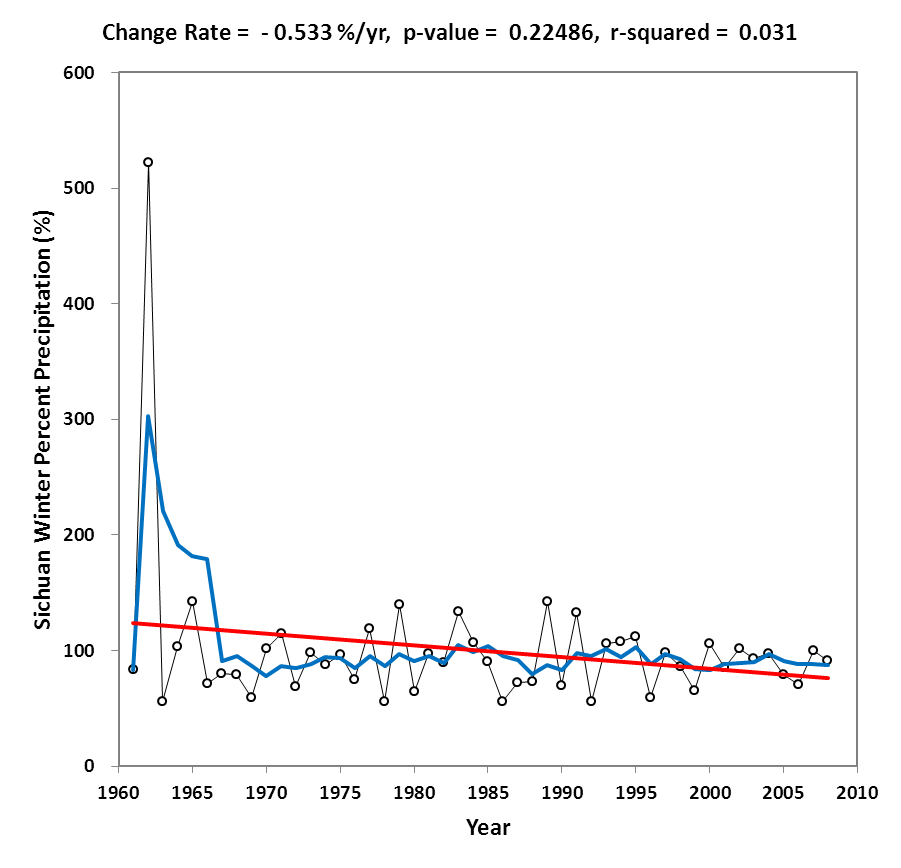 Change Rate = - 0.533 %/yr, p-value = 0.22486, r-squared = 0.031
600
500
400
300
200
100
0
Sichuan Winter Percent Precipitation (%)
1960 1965 1970 1975 1980 1985 1990 1995 2000 2005 2010
Year